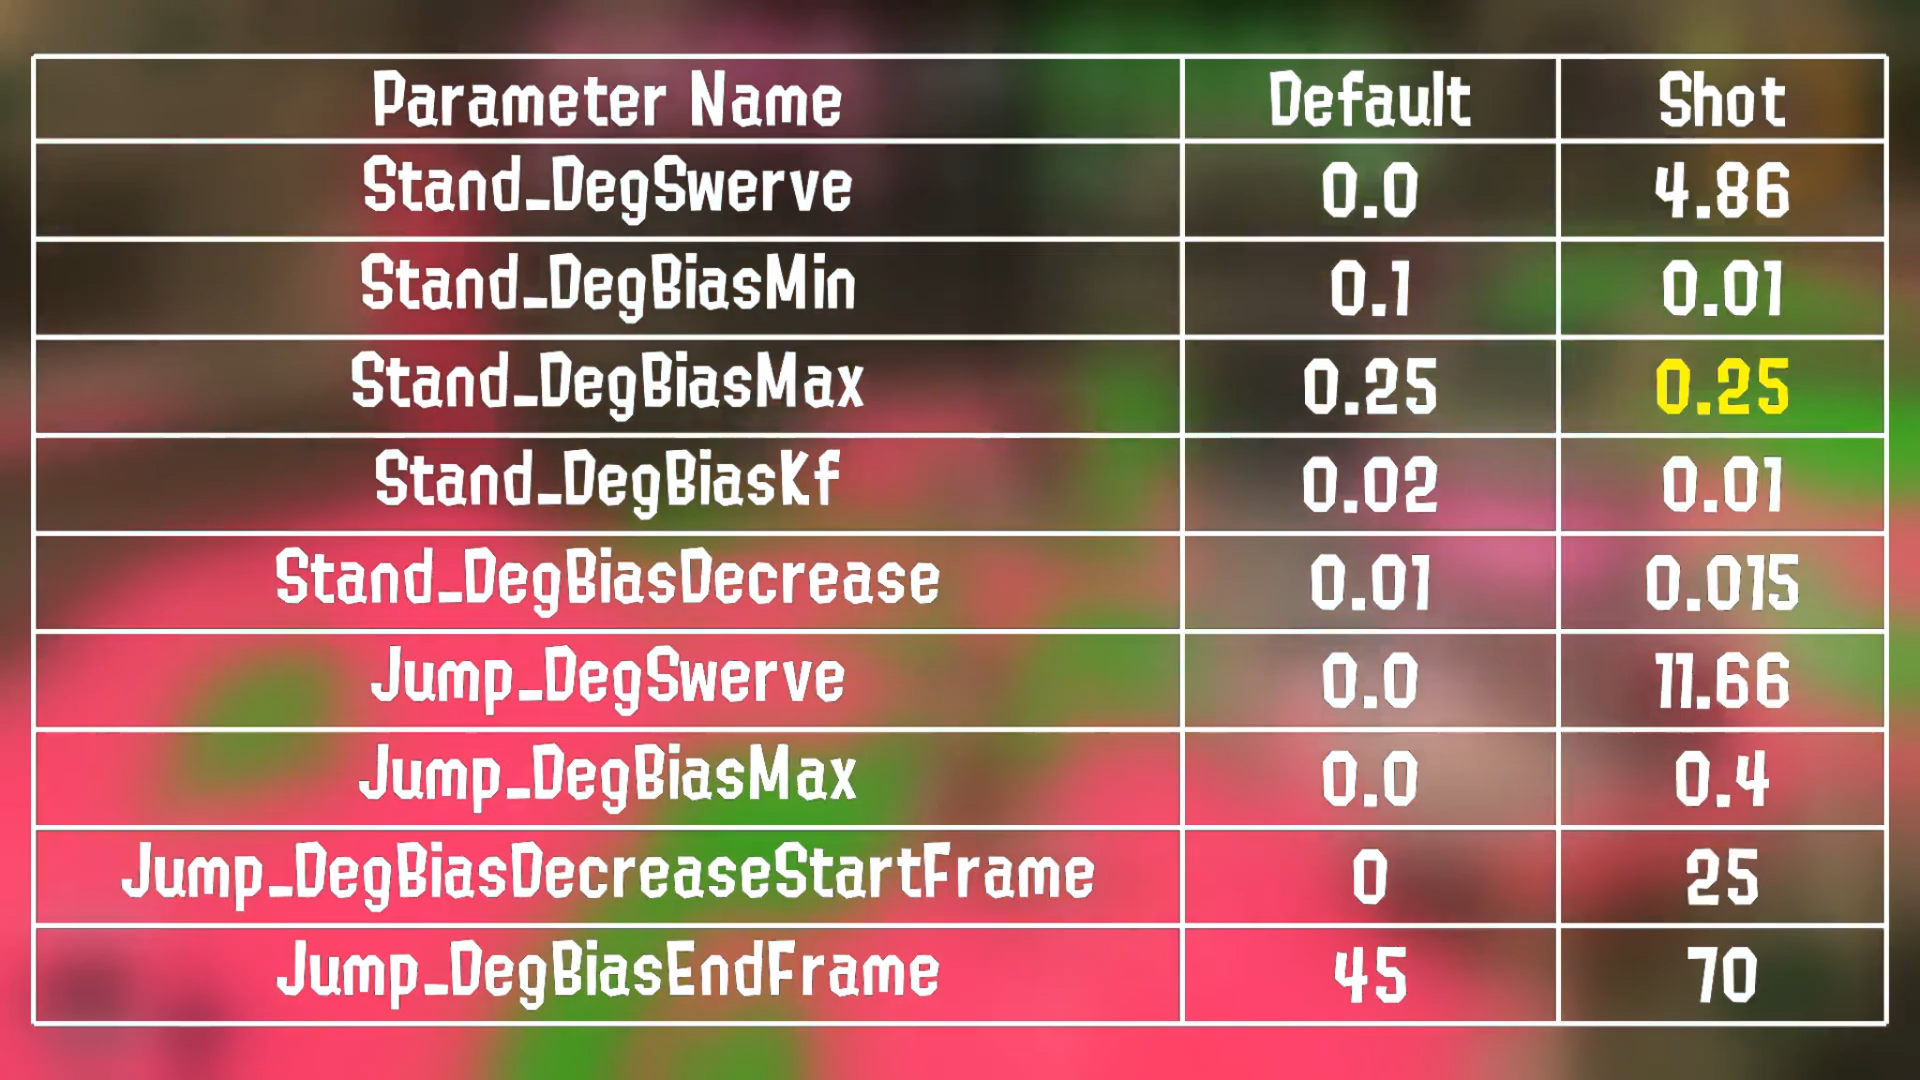 Parameter Name Default Shot
Stand_DegSwerve 0.0 4.86
Stand_DegBiasMin 0.1 0.01
Stand_DegBiasMax 0.25 0.25
Stand_DegBiasKf 0.02 0.01
Stand_DegBiasDecrease 0.01 0.015
Jump_DegSwerve 0.0 11.66
Jump_DegBiasMax 0.0 0.4
Jump_DegBiasDecreaseStartFrame 0 25
Jump_DegBiasEndFrame 45 70